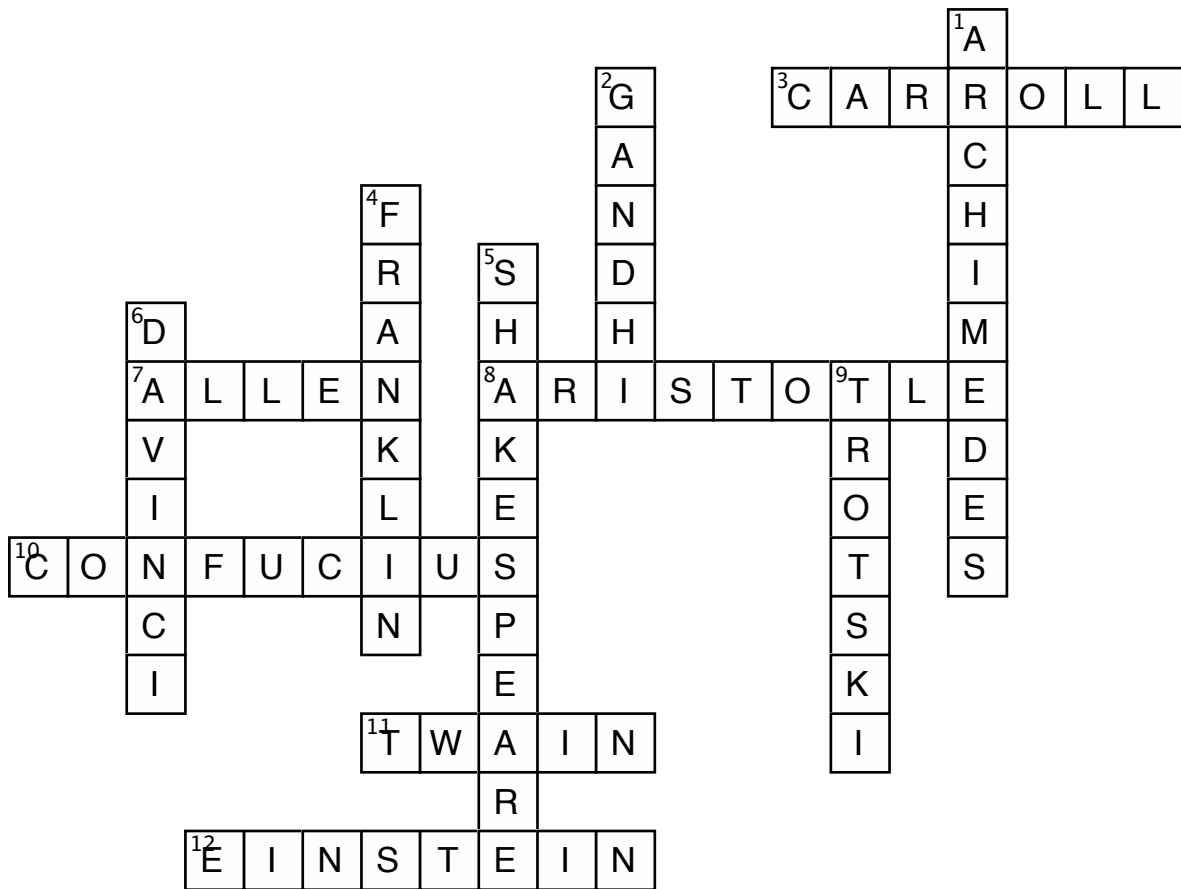 1 A
2 G 3 C A R R O L L
A C
4 F N H
R 5 S D I
6 D A H H M
7 A L L E N 8 A R I S T O 9 T L E
V K K R D
I L E O E
10 C O N F U C I U S T S
C N P S
I E K
11 T W A I N I
R
12 E I N S T E I N